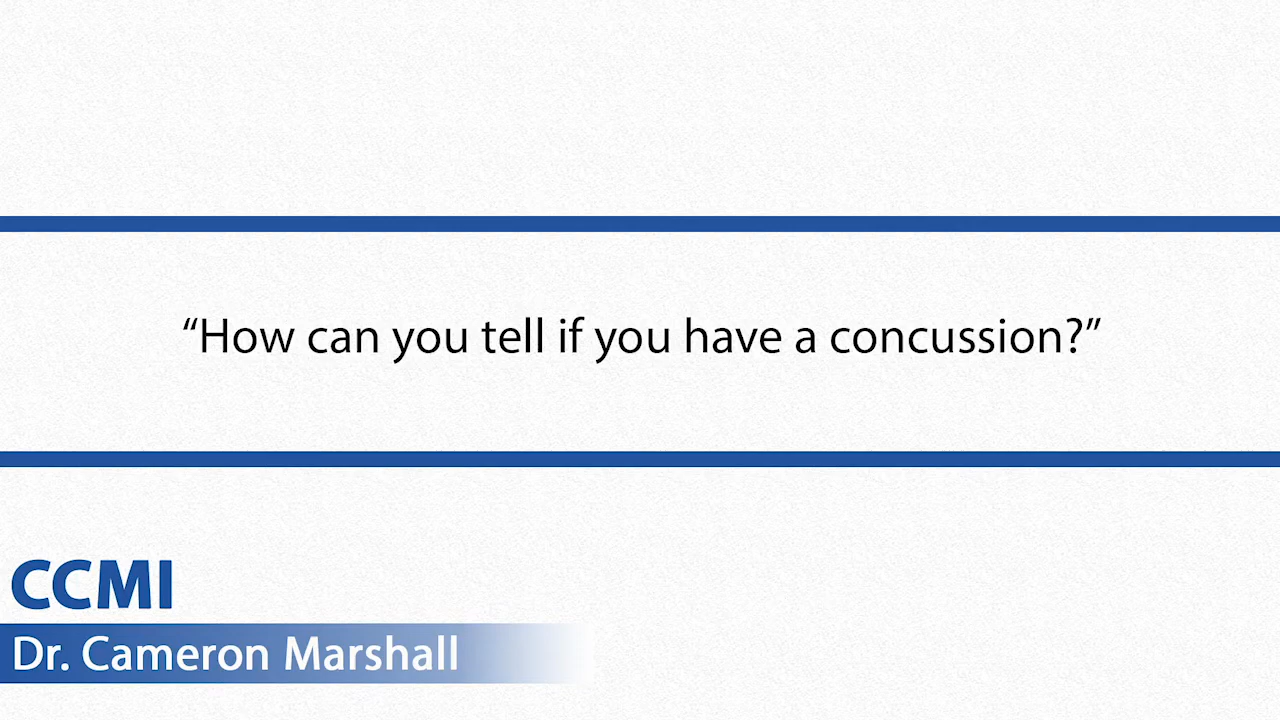 “How can you tell if you have a concussion?”
CCMI
Dr. Cameron Marshall